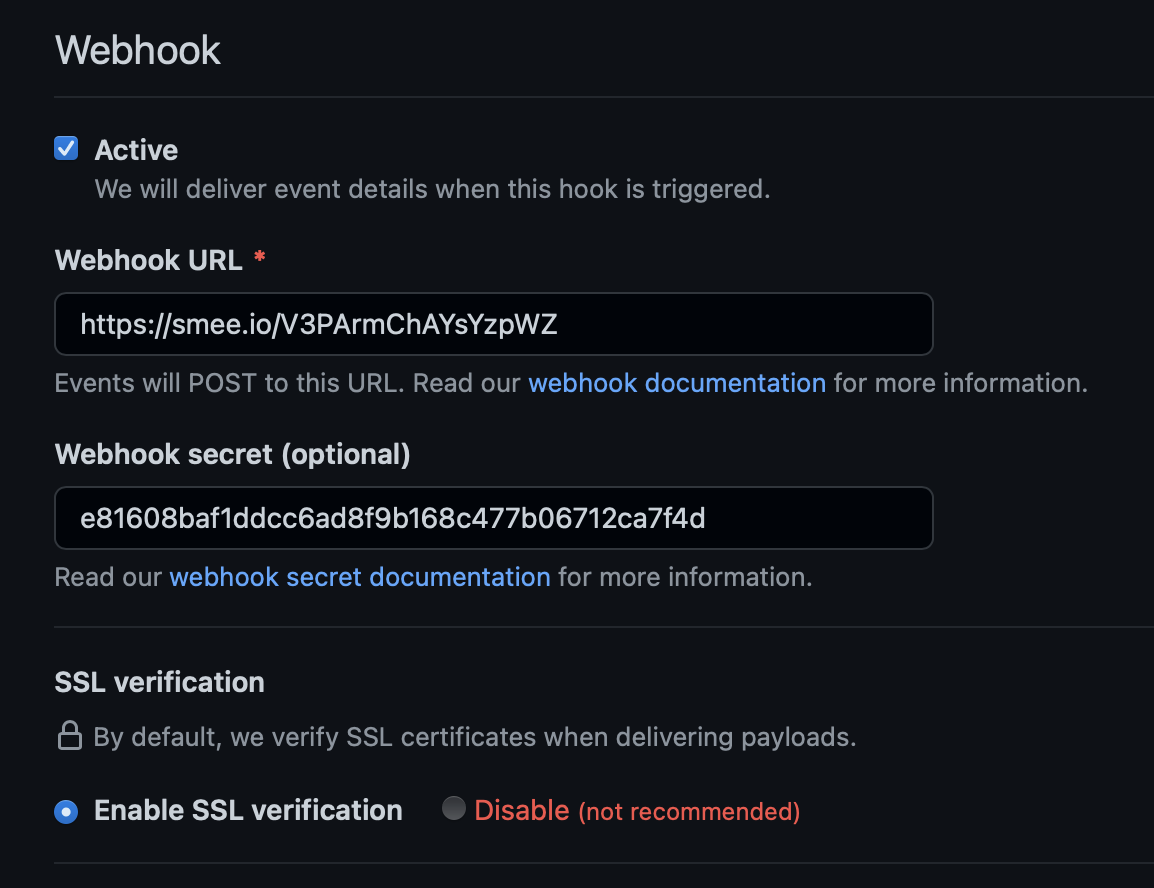 Webhook
Active
We will deliver event details when this hook is triggered.
Webhook URL *
https://smee.io/V3PArmChAYsYzpWZ
Events will POST to this URL. Read our webhook documentation for more information.
Webhook secret (optional)
e81608baf1ddcc6ad8f9b168c477b06712ca7f4d
Read our webhook secret documentation for more information.
SSL verification
By default, we verify SSL certificates when delivering payloads.
Enable SSL verification Disable (not recommended)